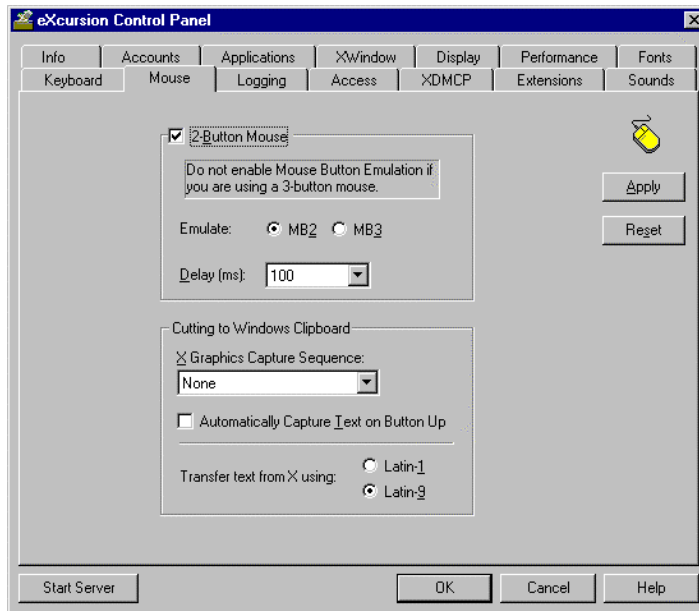 eXcursion Control Panel
Info Accounts Applications XWindow Display Performance Fonts
Keyboard Mouse Logging Access XDMCP Extensions Sounds
2-Button Mouse
Do not enable Mouse Button Emulation if
you are using a 3-button mouse.
Apply
Emulate: MB2 MB3
Reset
Delay (ms): 100
Cutting to Windows Clipboard
X Graphics Capture Sequence:
None
Automatically Capture Text on Button Up
Transfer text from X using: Latin-1
Latin-9
Start Server OK Cancel Help